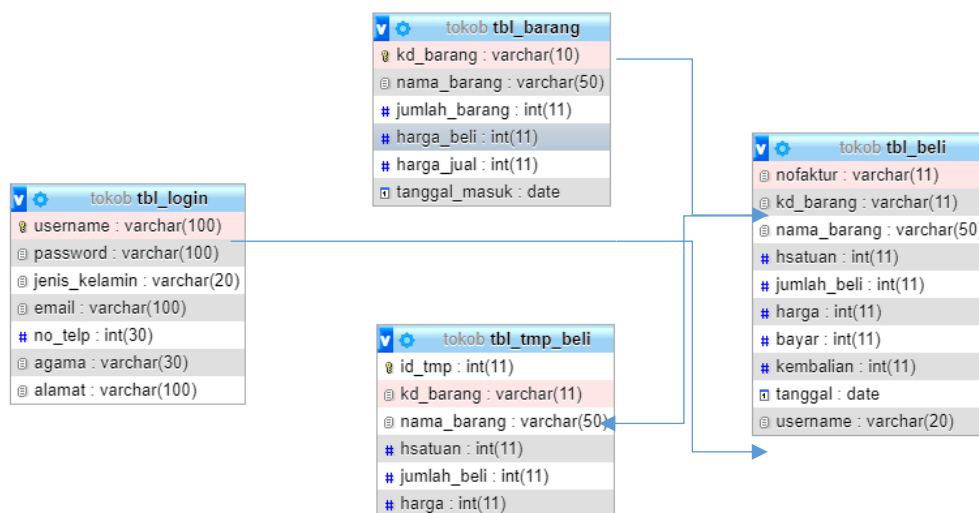 tokob tbl_barang
kd_barang : varchar(10)
nama_barang : varchar(50)
jumlah_barang : int(11)
harga_beli : int(11)
harga_jual : int(11)
tanggal_masuk : date
tokob tbl_login
username : varchar(100)
password : varchar(100)
jenis_kelamin : varchar(20)
email : varchar(100)
no_telp : int(30)
agama : varchar(30)
alamat : varchar(100)
tokob tbl_tmp_beli
id_tmp : int(11)
kd_barang : varchar(11)
nama_barang : varchar(50)
hsatuan : int(11)
jumlah_beli : int(11)
harga : int(11)
tokob tbl_beli
nofaktur : varchar(11)
kd_barang : varchar(11)
nama_barang : varchar(50)
hsatuan : int(11)
jumlah_beli : int(11)
harga : int(11)
bayar : int(11)
kembalian : int(11)
tanggal : date
username : varchar(20)